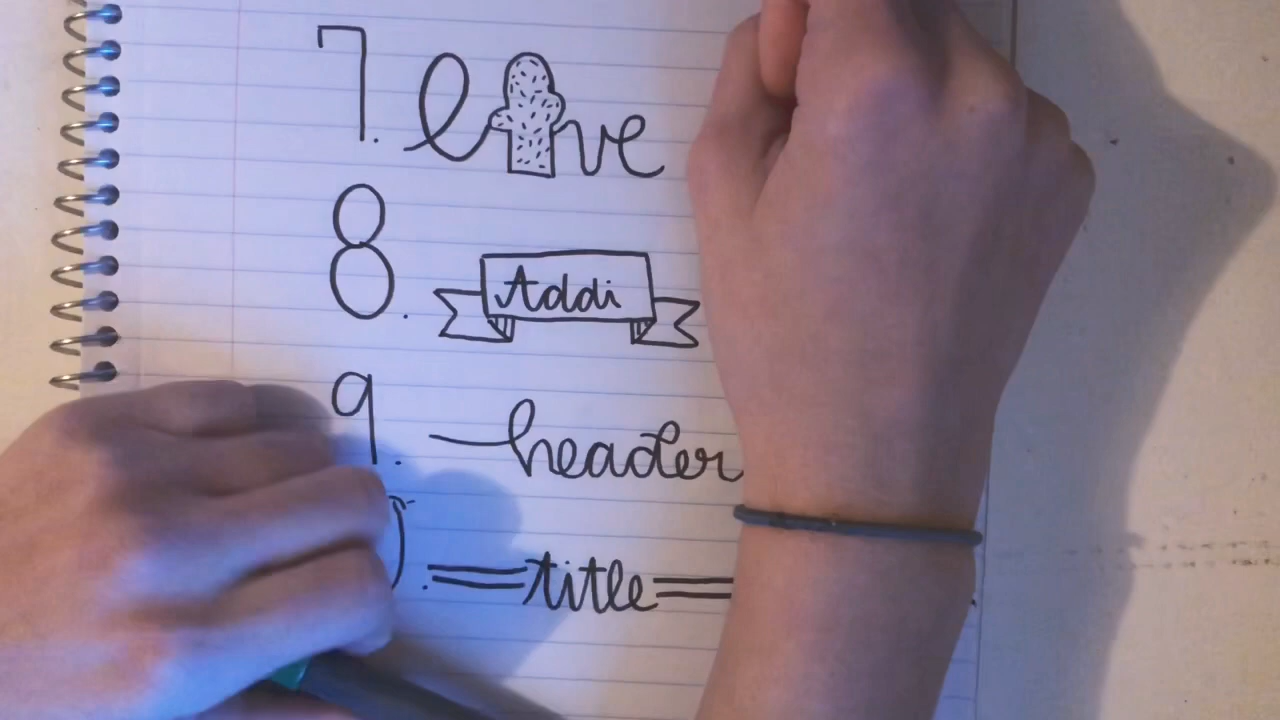 7. love
8. Addi
9. header
title